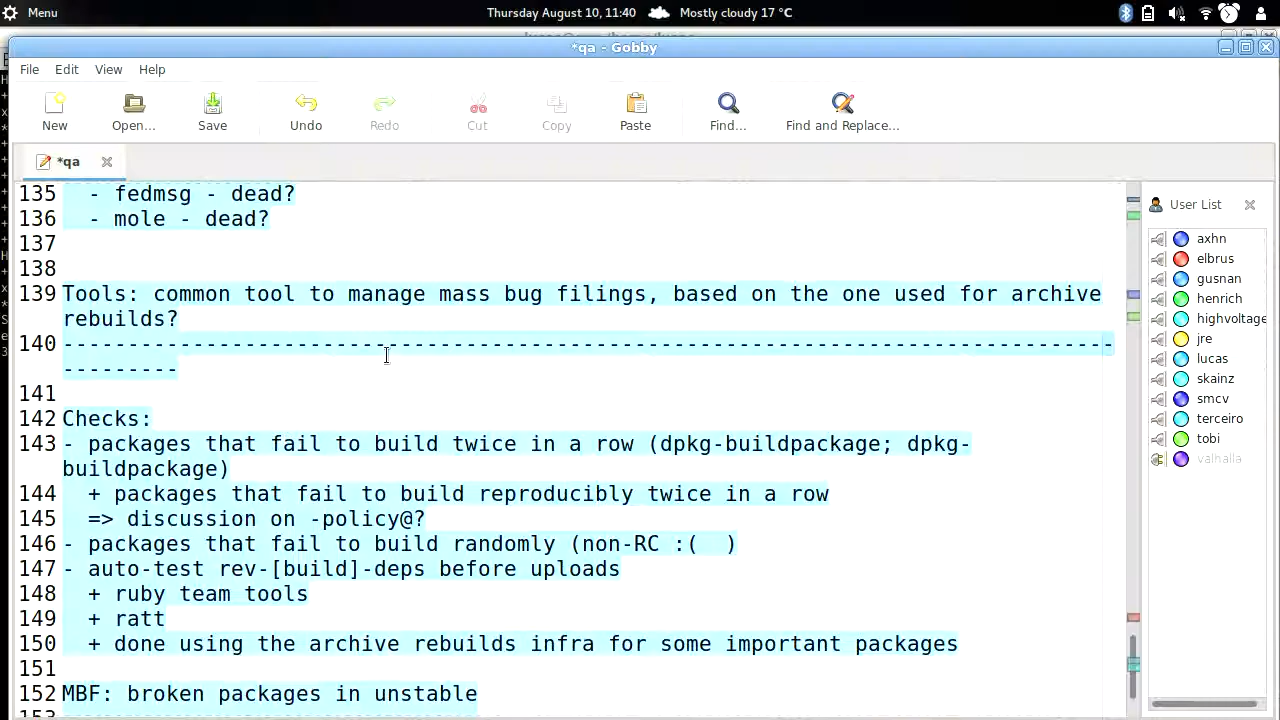 Menu
Thursday August 10, 11:40
Mostly cloudy 17 °C
*qa - Gobby
File Edit View Help
New Open... Save Undo Redo Cut Copy Paste Find... Find and Replace...
*qa
135   - fedmsg - dead?
136   - mole - dead?
137
138
139 Tools: common tool to manage mass bug filings, based on the one used for archive
rebuilds?
140 --------------------------------------------------------------------------------
---------
141
142 Checks:
143 - packages that fail to build twice in a row (dpkg-buildpackage; dpkg-
buildpackage)
144   + packages that fail to build reproducibly twice in a row
145   => discussion on -policy@?
146 - packages that fail to build randomly (non-RC :(  )
147 - auto-test rev-[build]-deps before uploads
148   + ruby team tools
149   + ratt
150   + done using the archive rebuilds infra for some important packages
151
152 MBF: broken packages in unstable
153
User List
axhn
elbrus
gusnan
henrich
highvoltage
jre
lucas
skainz
smcv
terceiro
tobi
valhalla